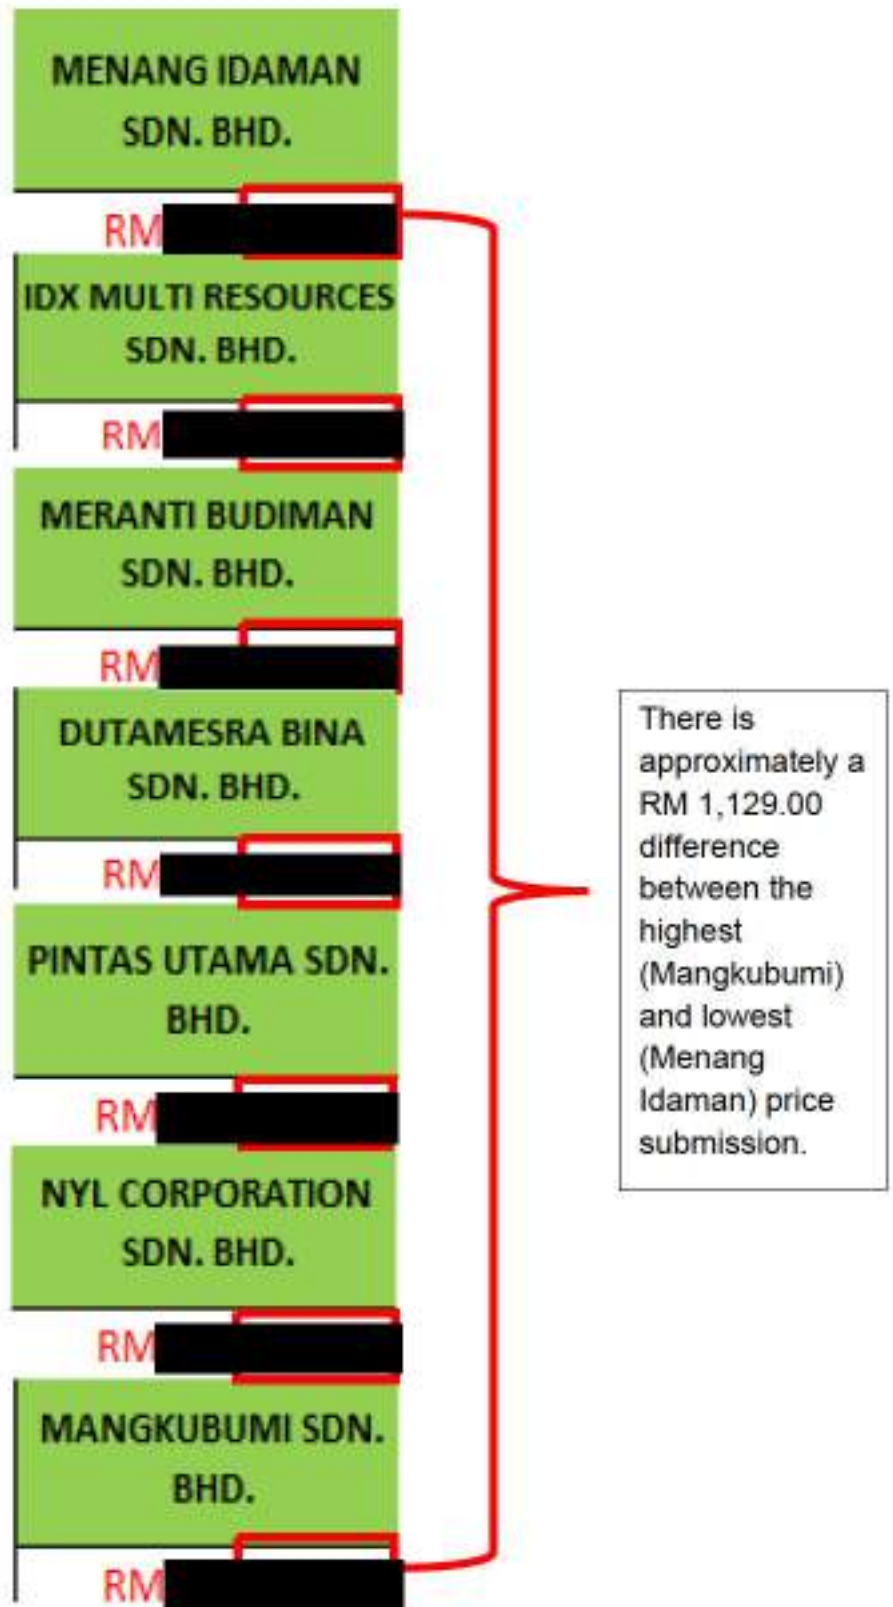 MENANG IDAMAN
SDN. BHD.
RM
IDX MULTI RESOURCES
SDN. BHD.
RM
MERANTI BUDIMAN
SDN. BHD.
RM
DUTAMESRA BINA
SDN. BHD.
RM
PINTAS UTAMA SDN.
BHD.
RM
NYL CORPORATION
SDN. BHD.
RM
MANGKUBUMI SDN.
BHD.
RM
There is
approximately a
RM 1,129.00
difference
between the
highest
(Mangkubumi)
and lowest
(Menang
Idaman) price
submission.